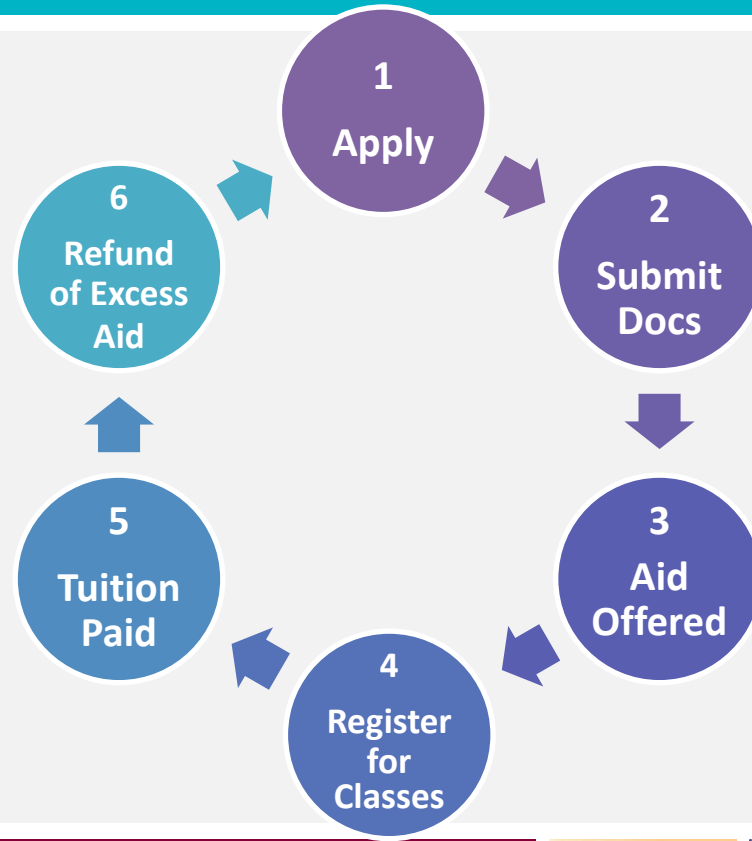 1
Apply
2
Submit
Docs
3
Aid
Offered
4
Register
for
Classes
5
Tuition
Paid
6
Refund
of Excess
Aid